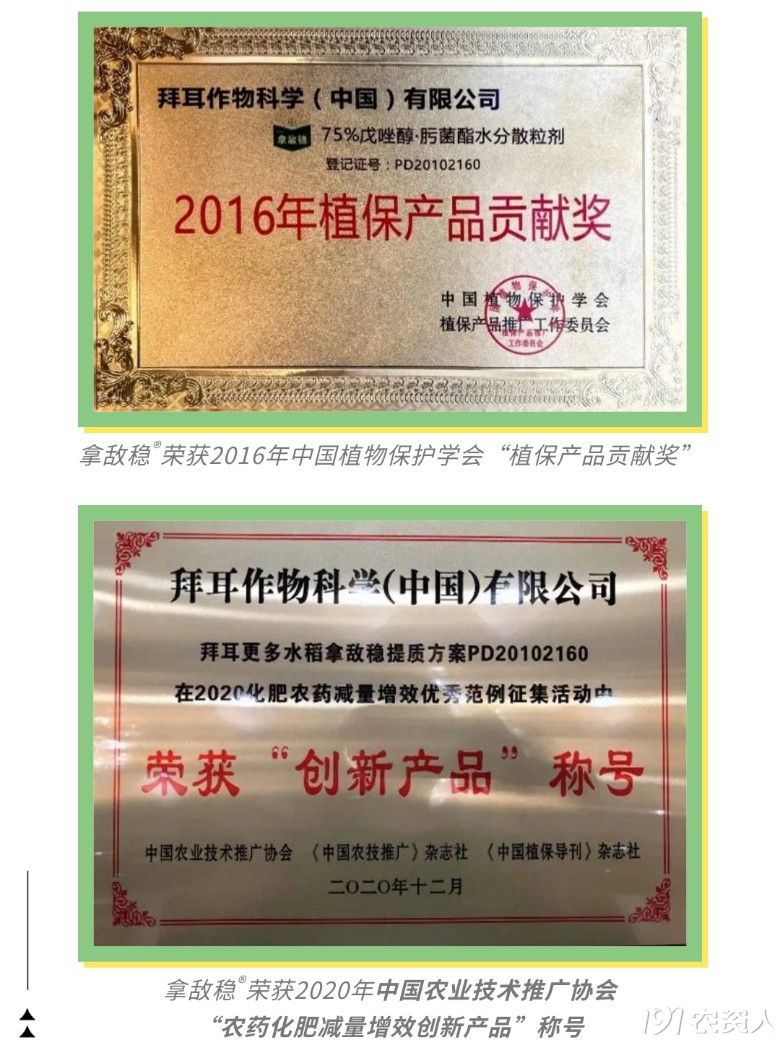 拜耳作物科学（中国）有限公司
拿敌稳 75%戊唑醇·肟菌酯水分散粒剂
登记证号：PD20102160
2016年植保产品贡献奖
中国植物保护学会
植保产品推广工作委员会
植保产品推广
工作委员会
拿敌稳®荣获2016年中国植物保护学会“植保产品贡献奖”
拜耳作物科学(中国)有限公司
拜耳更多水稻拿敌稳提质方案PD20102160
在2020化肥农药减量增效优秀范例征集活动中
荣获“创新产品”称号
中国农业技术推广协会 《中国农技推广》杂志社 《中国植保导刊》杂志社
二〇二〇年十二月
拿敌稳®荣获2020年中国农业技术推广协会
“农药化肥减量增效创新产品”称号
191农资人